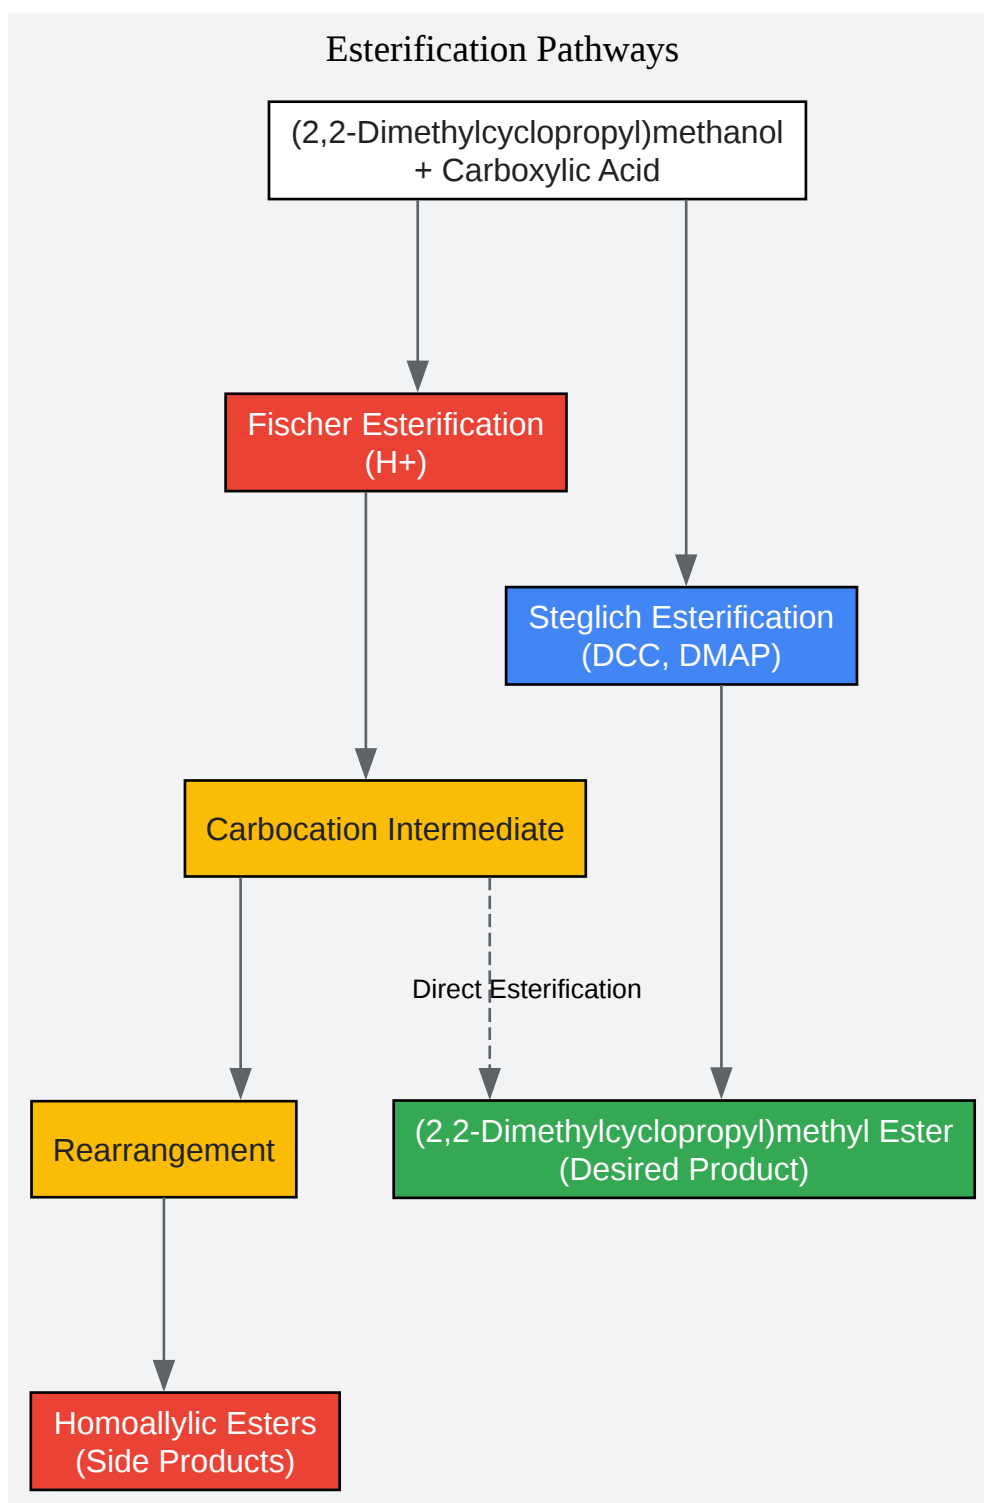 Esterification Pathways
(2,2-Dimethylcyclopropyl)methanol
+ Carboxylic Acid
Fischer Esterification
(H+)
Steglich Esterification
(DCC, DMAP)
Carbocation Intermediate
Direct Esterification
Rearrangement
(2,2-Dimethylcyclopropyl)methyl Ester
(Desired Product)
Homoallylic Esters
(Side Products)